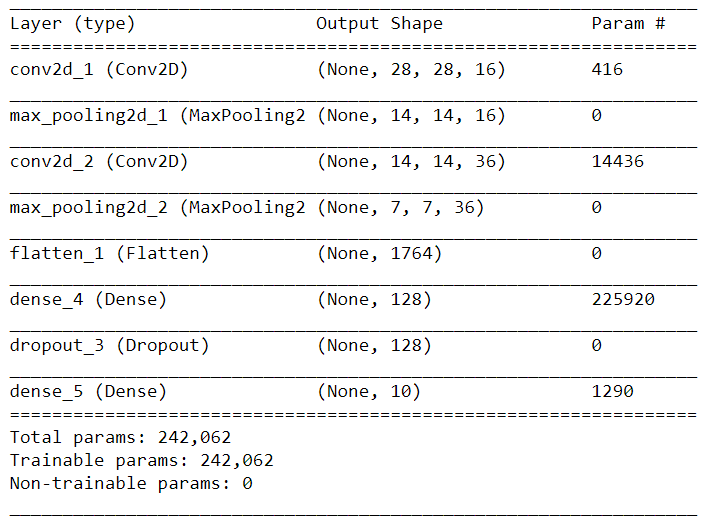 _________________________________________________________________
Layer (type)                 Output Shape              Param #
=================================================================
conv2d_1 (Conv2D)            (None, 28, 28, 16)        416
_________________________________________________________________
max_pooling2d_1 (MaxPooling2 (None, 14, 14, 16)        0
_________________________________________________________________
conv2d_2 (Conv2D)            (None, 14, 14, 36)        14436
_________________________________________________________________
max_pooling2d_2 (MaxPooling2 (None, 7, 7, 36)          0
_________________________________________________________________
flatten_1 (Flatten)          (None, 1764)              0
_________________________________________________________________
dense_4 (Dense)              (None, 128)               225920
_________________________________________________________________
dropout_3 (Dropout)          (None, 128)               0
_________________________________________________________________
dense_5 (Dense)              (None, 10)                1290
=================================================================
Total params: 242,062
Trainable params: 242,062
Non-trainable params: 0
_________________________________________________________________